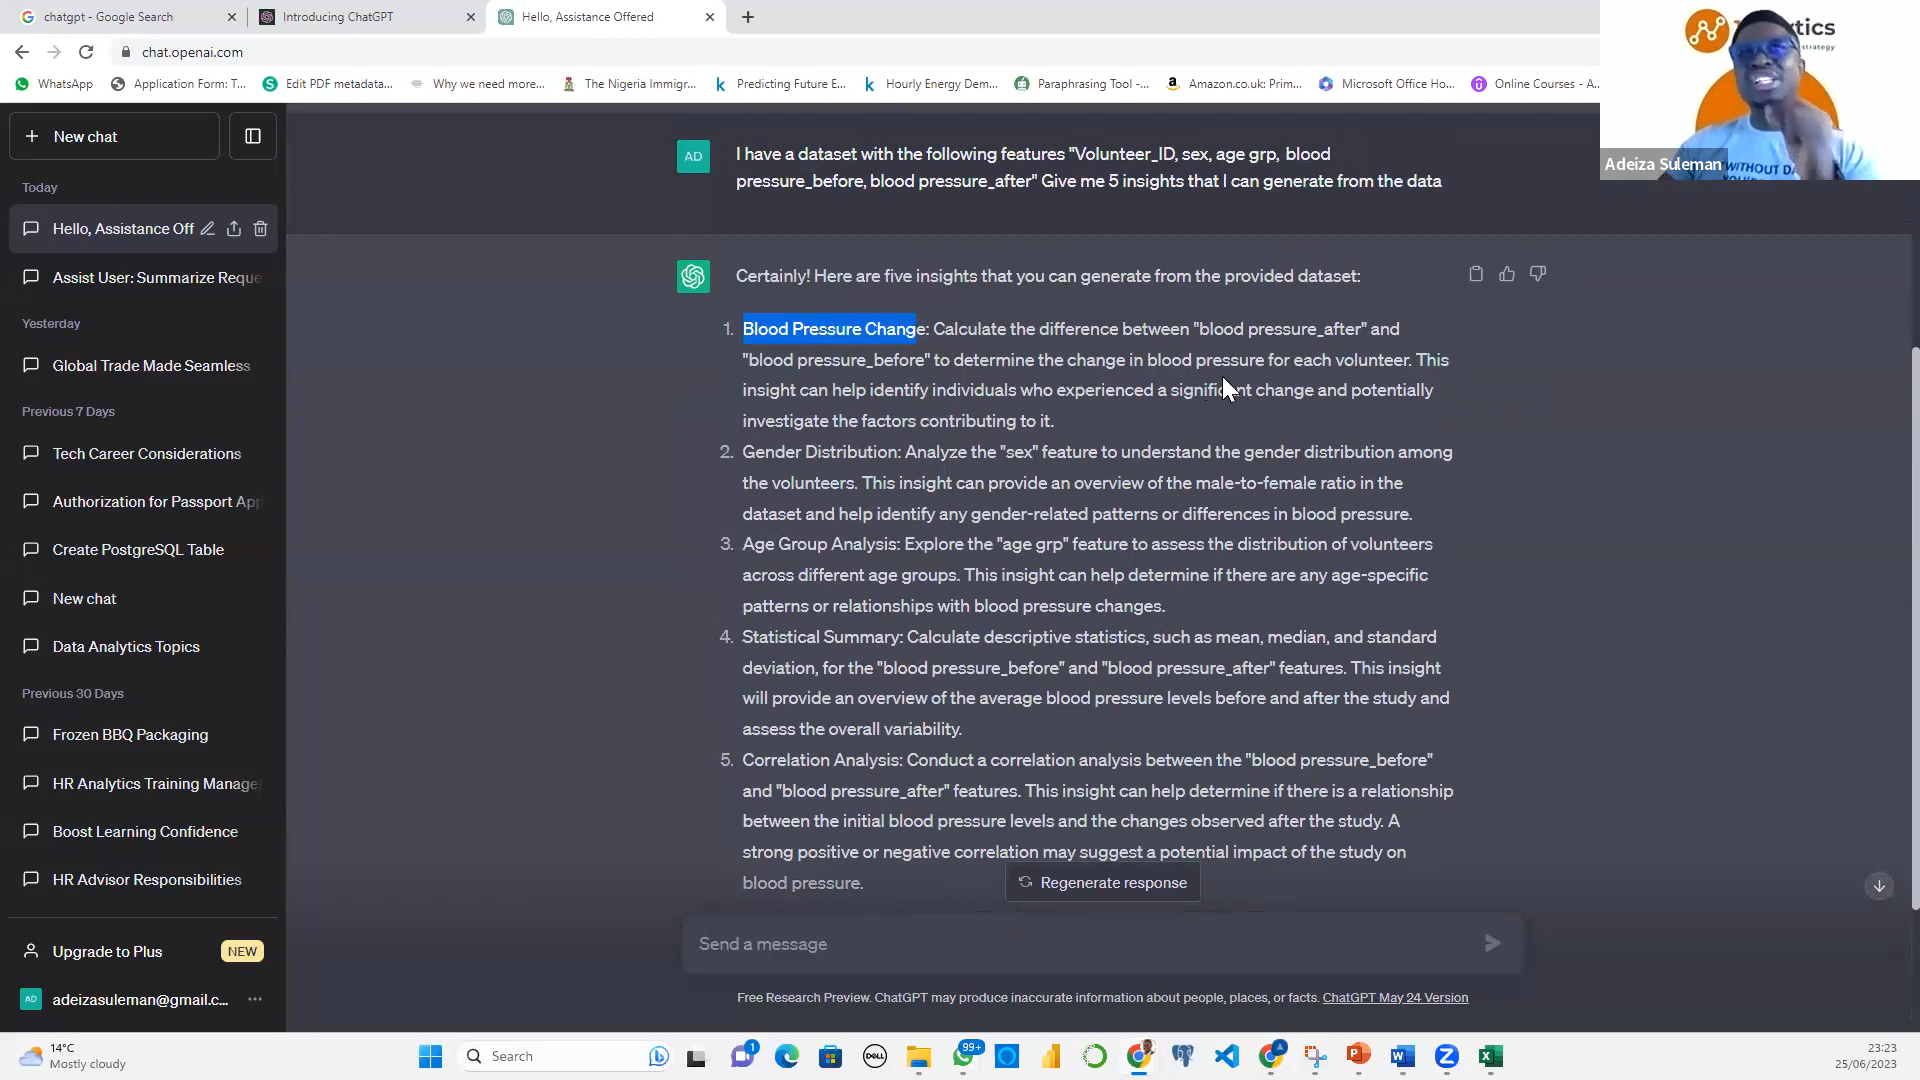 chatgpt - Google Search
Introducing ChatGPT
Hello, Assistance Offered
chat.openai.com
WhatsApp
Application Form: T...
Edit PDF metadata...
Why we need more...
The Nigeria Immigr...
Predicting Future E...
Hourly Energy Dem...
Paraphrasing Tool -...
Amazon.co.uk: Prim...
Microsoft Office Ho...
Online Courses - A...
tics
strategy
Adeiza Suleman
WITHOUT DA
New chat
Today
Hello, Assistance Off
Assist User: Summarize Reque
Yesterday
Global Trade Made Seamless
Previous 7 Days
Tech Career Considerations
Authorization for Passport App
Create PostgreSQL Table
New chat
Data Analytics Topics
Previous 30 Days
Frozen BBQ Packaging
HR Analytics Training Manage
Boost Learning Confidence
HR Advisor Responsibilities
Upgrade to Plus NEW
AD adeizasuleman@gmail.c...
AD
I have a dataset with the following features "Volunteer_ID, sex, age grp, blood
pressure_before, blood pressure_after" Give me 5 insights that I can generate from the data
Certainly! Here are five insights that you can generate from the provided dataset:
1. Blood Pressure Change: Calculate the difference between "blood pressure_after" and
"blood pressure_before" to determine the change in blood pressure for each volunteer. This
insight can help identify individuals who experienced a significant change and potentially
investigate the factors contributing to it.
2. Gender Distribution: Analyze the "sex" feature to understand the gender distribution among
the volunteers. This insight can provide an overview of the male-to-female ratio in the
dataset and help identify any gender-related patterns or differences in blood pressure.
3. Age Group Analysis: Explore the "age grp" feature to assess the distribution of volunteers
across different age groups. This insight can help determine if there are any age-specific
patterns or relationships with blood pressure changes.
4. Statistical Summary: Calculate descriptive statistics, such as mean, median, and standard
deviation, for the "blood pressure_before" and "blood pressure_after" features. This insight
will provide an overview of the average blood pressure levels before and after the study and
assess the overall variability.
5. Correlation Analysis: Conduct a correlation analysis between the "blood pressure_before"
and "blood pressure_after" features. This insight can help determine if there is a relationship
between the initial blood pressure levels and the changes observed after the study. A
strong positive or negative correlation may suggest a potential impact of the study on
blood pressure.
Regenerate response
Send a message
Free Research Preview. ChatGPT may produce inaccurate information about people, places, or facts. ChatGPT May 24 Version
14°C
Mostly cloudy
Search
1
DELL
99+
A
23:23
25/06/2023